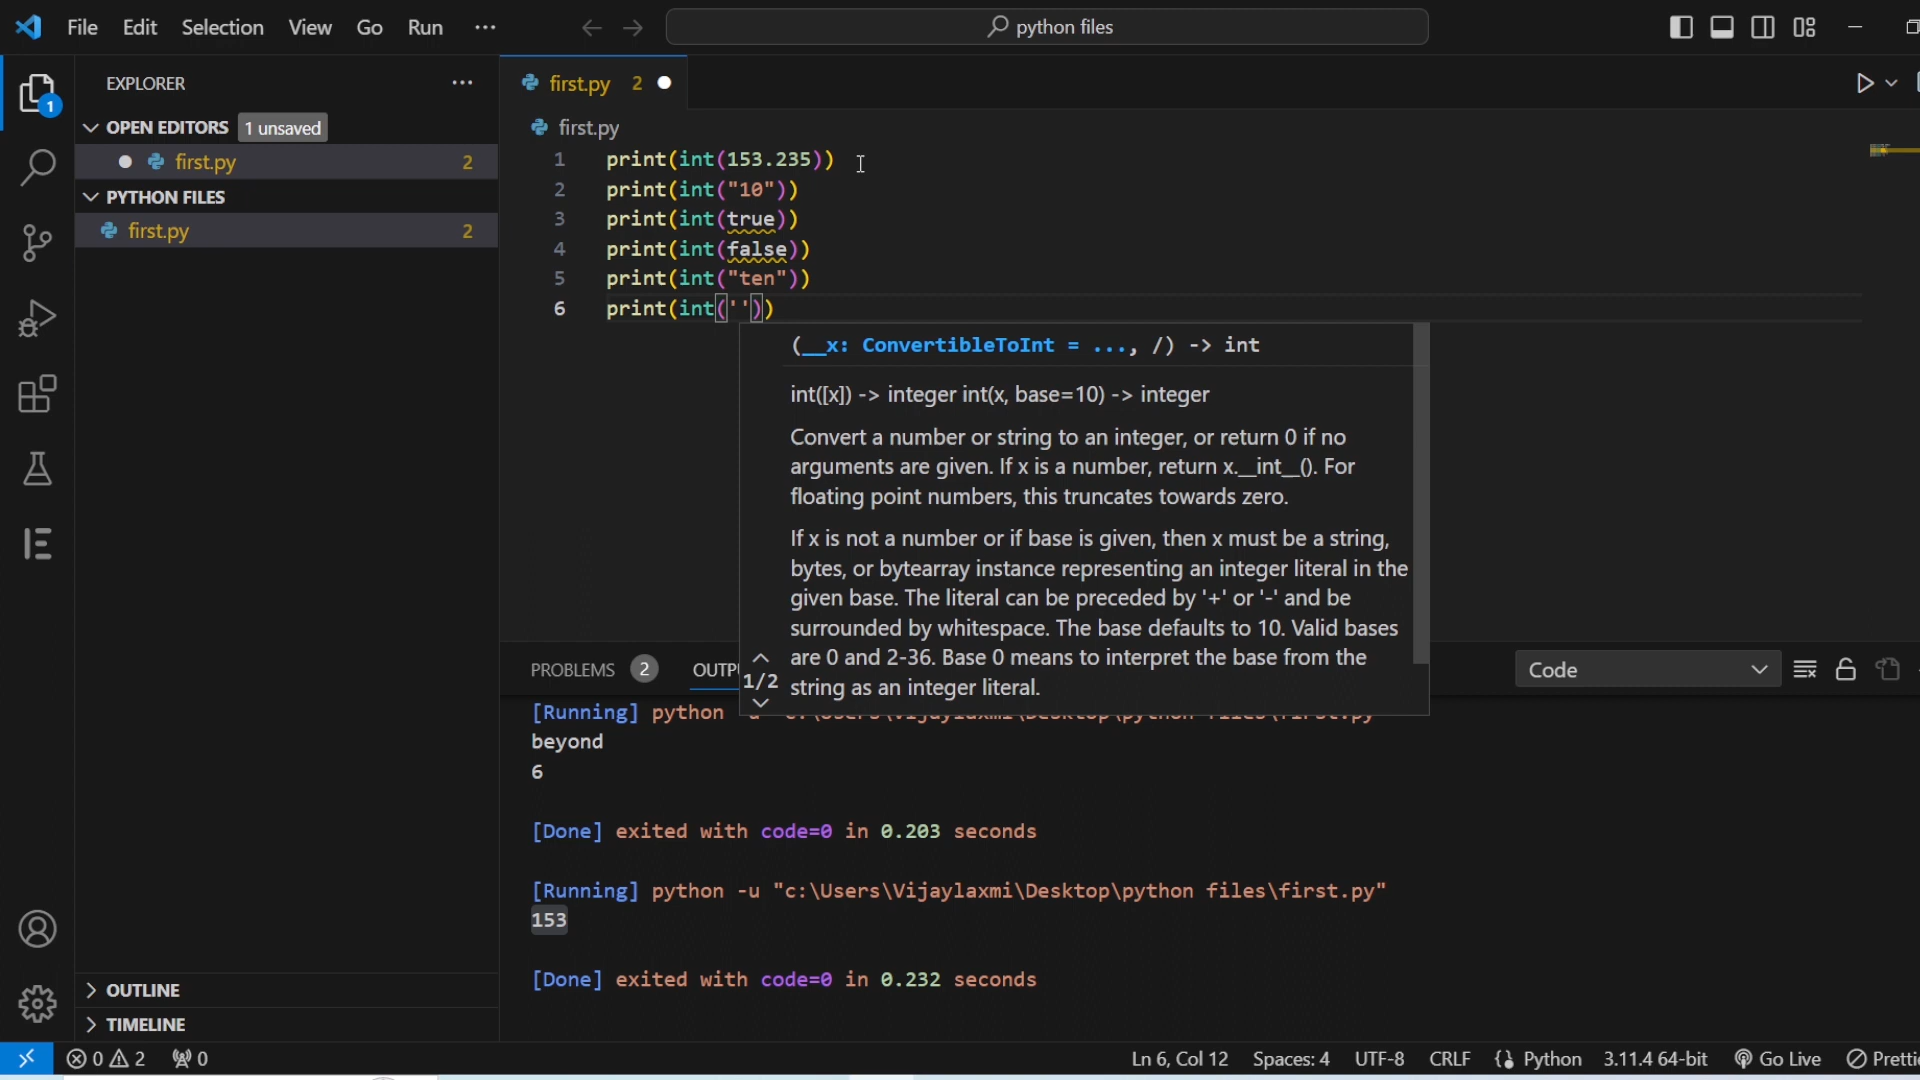 File Edit Selection View Go Run ... python files
EXPLORER ...
OPEN EDITORS 1 unsaved
first.py 2
PYTHON FILES
first.py 2
OUTLINE
TIMELINE
first.py 2
first.py
1 print(int(153.235))
2 print(int("10"))
3 print(int(true))
4 print(int(false))
5 print(int("ten"))
6 print(int(''))
(__x: ConvertibleToInt = ..., /) -> int
int([x]) -> integer int(x, base=10) -> integer
Convert a number or string to an integer, or return 0 if no
arguments are given. If x is a number, return x.__int__(). For
floating point numbers, this truncates towards zero.
If x is not a number or if base is given, then x must be a string,
bytes, or bytearray instance representing an integer literal in the
given base. The literal can be preceded by '+' or '-' and be
surrounded by whitespace. The base defaults to 10. Valid bases
are 0 and 2-36. Base 0 means to interpret the base from the
string as an integer literal.
1/2
PROBLEMS 2 Code
[Running] python
beyond
6
[Done] exited with code=0 in 0.203 seconds
[Running] python -u "c:\Users\Vijaylaxmi\Desktop\python files\first.py"
153
[Done] exited with code=0 in 0.232 seconds
1
0 2 0 Ln 6, Col 12 Spaces: 4 UTF-8 CRLF Python 3.11.4 64-bit Go Live